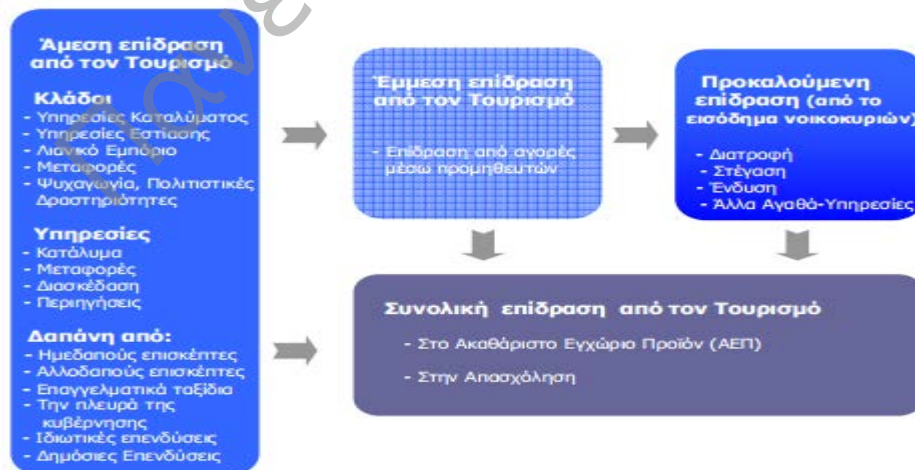 Άμεση επίδραση
από τον Τουρισμό
Κλάδοι
- Υπηρεσίες Καταλύματος
- Υπηρεσίες Εστίασης
- Λιανικό Εμπόριο
- Μεταφορές
- Ψυχαγωγία, Πολιτιστικές
Δραστηριότητες
Υπηρεσίες
- Κατάλυμα
- Μεταφορές
- Διασκέδαση
- Περιηγήσεις
Δαπάνη από:
- Ημεδαπούς επισκέπτες
- Αλλοδαπούς επισκέπτες
- Επαγγελματικά ταξίδια
- Την πλευρά της
κυβέρνησης
- Ιδιωτικές επενδύσεις
- Δημόσιες Επενδύσεις
Έμμεση επίδραση
από τον Τουρισμό
- Επίδραση από αγορές
μέσω προμηθευτών
Προκαλούμενη
επίδραση (από το
εισόδημα νοικοκυριών)
- Διατροφή
- Στέγαση
- Ένδυση
- Άλλα Αγαθά-Υπηρεσίες
Συνολική επίδραση από τον Τουρισμό
- Στο Ακαθάριστο Εγχώριο Προϊόν (ΑΕΠ)
- Στην Απασχόληση
Πανε